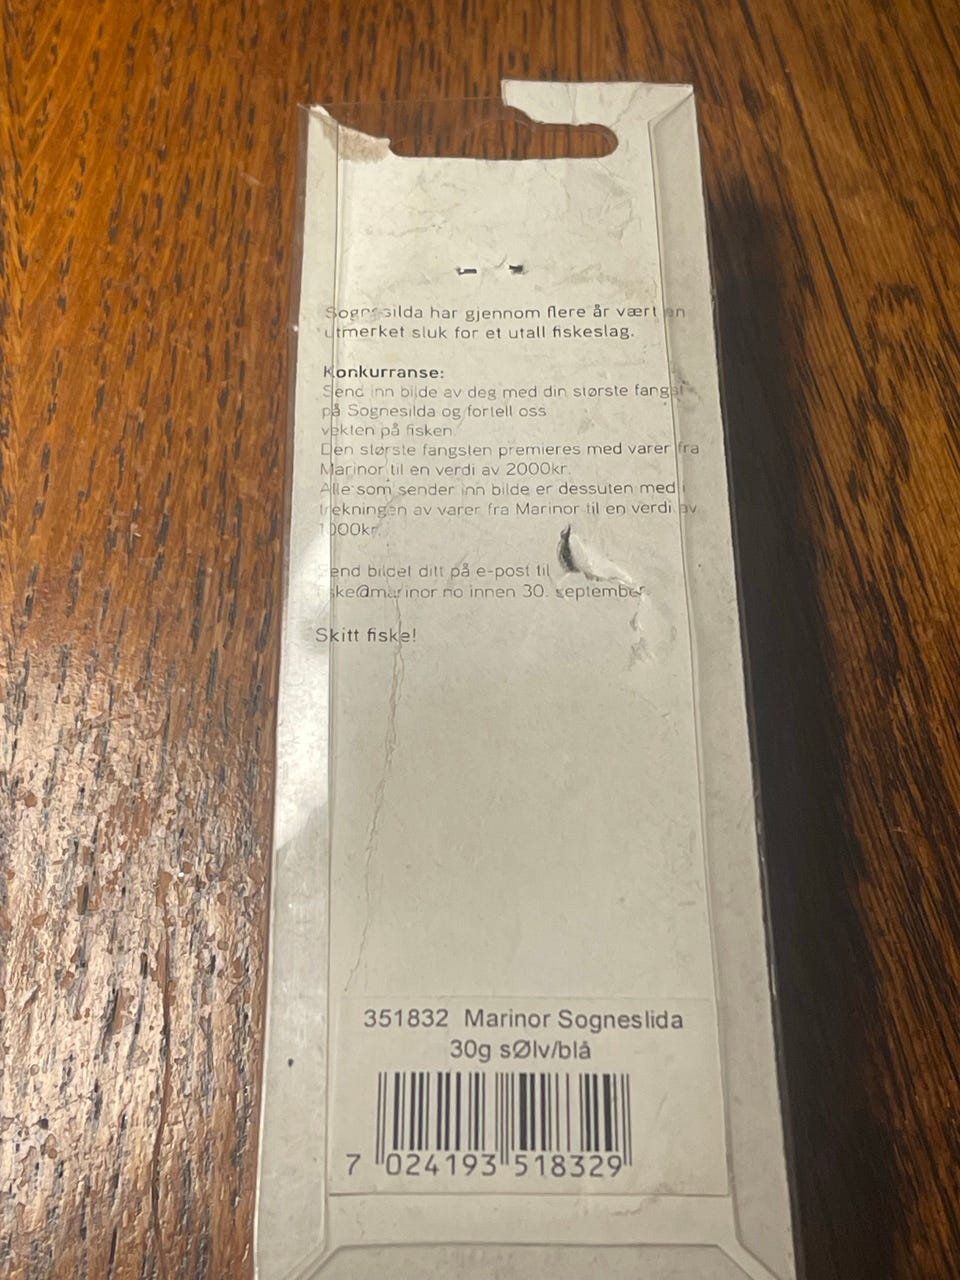 Sognesilda har gjennom flere år vært en
utmerket sluk for et utall fiskeslag.
Konkurranse:
Send inn bilde av deg med din største fangst
på Sognesilda og fortell oss
vekten på fisken.
Den største fangsten premieres med varer fra
Marinor til en verdi av 2000kr.
Alle som sender inn bilde er dessuten med i
trekningen av varer fra Marinor til en verdi av
1000kr.
Send bildet ditt på e-post til
fiske@marinor.no innen 30. september.
Skitt fiske!
351832 Marinor Sogneslida
30g sØlv/blå
7 024193 518329